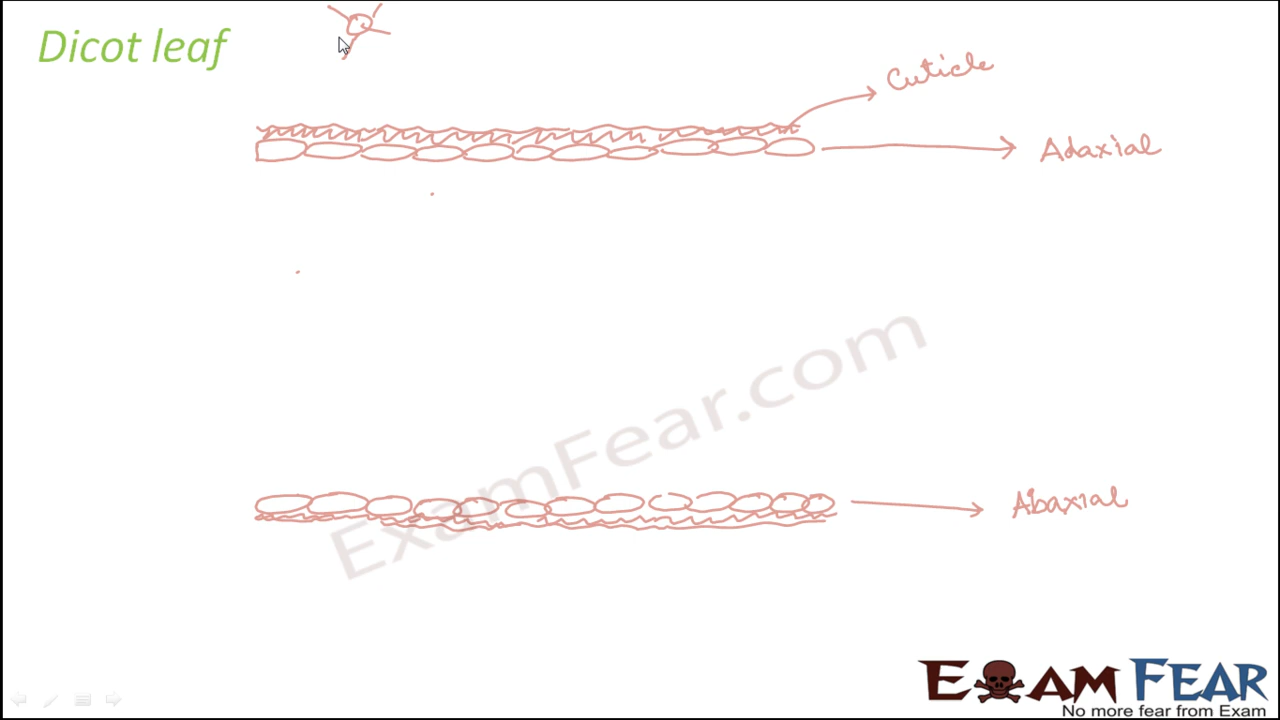 Dicot leaf
Cuticle
Adaxial
ExamFear.com
Abaxial
EXAM FEAR
No more fear from Exam